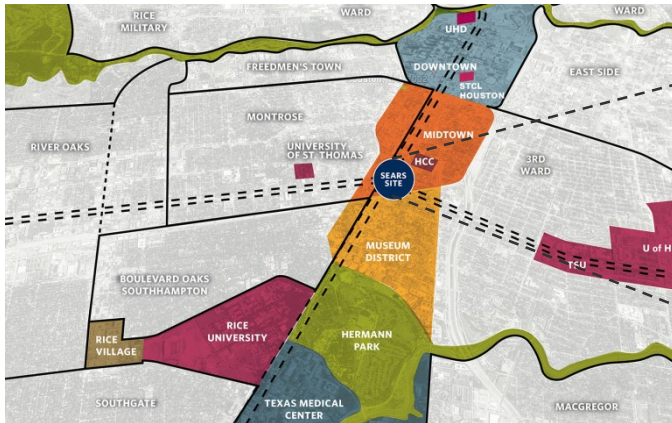 RICE
MILITARY
WARD
UHD
WARD
DOWNTOWN
FREEDMEN'S TOWN
STCL
HOUSTON
EAST SIDE
MONTROSE
MIDTOWN
RIVER OAKS
UNIVERSITY
OF ST. THOMAS
HCC
3RD
WARD
SEARS
SITE
MUSEUM
DISTRICT
U of H
TSU
BOULEVARD OAKS
SOUTHHAMPTON
RICE
UNIVERSITY
HERMANN
PARK
RICE
VILLAGE
SOUTHGATE
TEXAS MEDICAL
CENTER
MACGREGOR